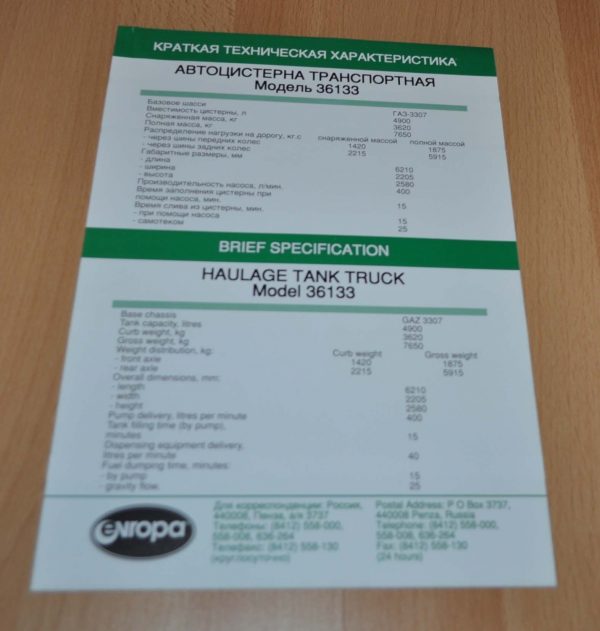 КРАТКАЯ ТЕХНИЧЕСКАЯ ХАРАКТЕРИСТИКА
АВТОЦИСТЕРНА ТРАНСПОРТНАЯ
Модель 36133
Базовое шасси ГАЗ-3307
Вместимость цистерны, л 4900
Снаряженная масса, кг 3620
Полная масса, кг 7650
Распределение нагрузки на дорогу, кг.с снаряженной массой полной массой
- через шины передних колес 1420 1875
- через шины задних колес 2215 5915
Габаритные размеры, мм
- длина 6210
- ширина 2205
- высота 2580
Производительность насоса, л/мин. 400
Время заполнения цистерны при
помощи насоса, мин. 15
Время слива из цистерны, мин.
- при помощи насоса 15
- самотеком 25
BRIEF SPECIFICATION
HAULAGE TANK TRUCK
Model 36133
Base chassis GAZ 3307
Tank capacity, litres 4900
Curb weight, kg 3620
Gross weight, kg 7650
Weight distribution, kg: Curb weight Gross weight
- front axle 1420 1875
- rear axle 2215 5915
Overall dimensions, mm:
- length 6210
- width 2205
- height 2580
Pump delivery, litres per minute 400
Tank filling time (by pump),
minutes 15
Dispensing equipment delivery,
litres per minute 40
Fuel dumping time, minutes:
- by pump 15
- gravity flow. 25
Для корреспонденции: Россия,
440008, Пенза, а/я 3737
Телефоны: (8412) 558-000,
558-008, 636-264
Телефакс: (8412) 558-130
(круглосуточно)
Postal Address: P O Box 3737,
440008 Penza, Russia
Telephone: (8412) 558-000,
558-008, 636-264
Fax: (8412) 558-130
(24 hours)